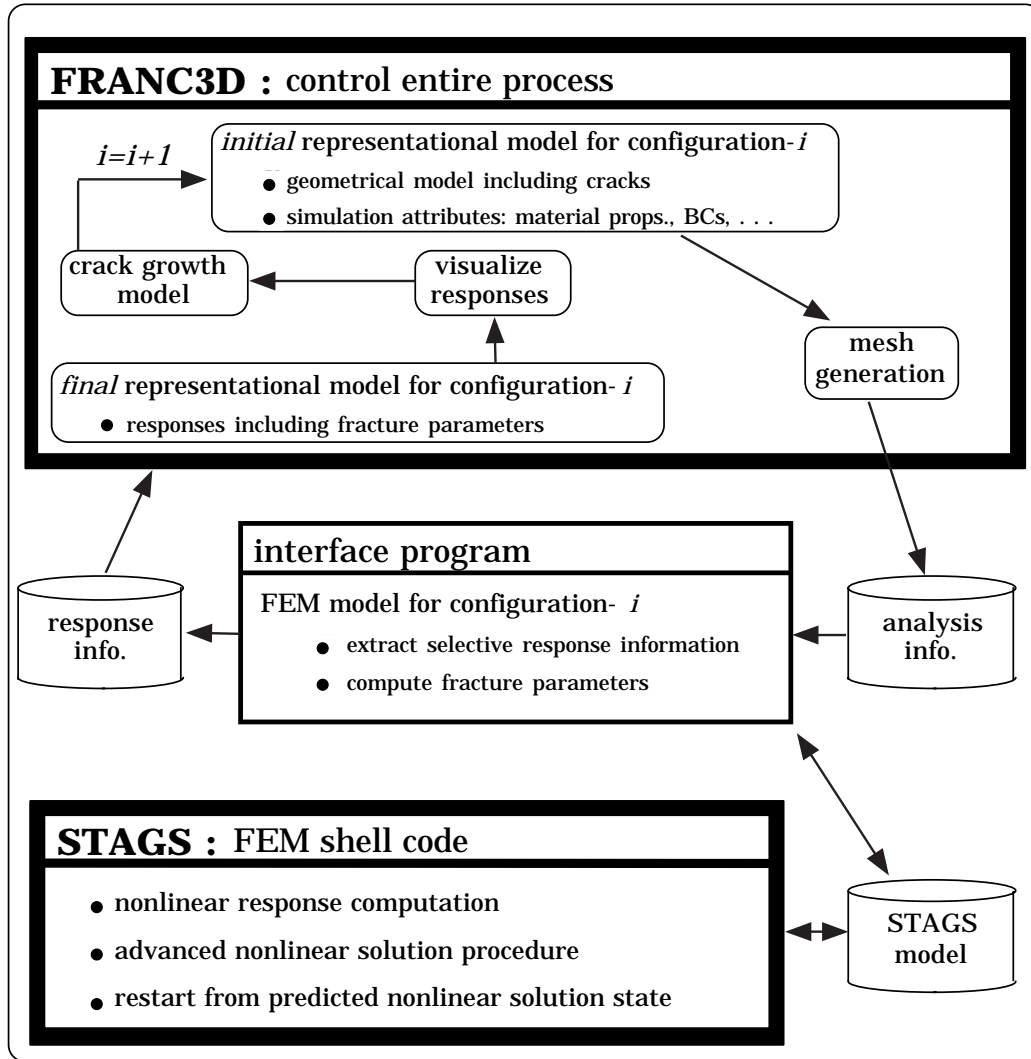 FRANC3D : control entire process
i=i+1
initial representational model for configuration-i
● geometrical model including cracks
● simulation attributes: material props., BCs, . . .
crack growth
model
visualize
responses
mesh
generation
final representational model for configuration- i
● responses including fracture parameters
interface program
FEM model for configuration- i
● extract selective response information
● compute fracture parameters
response
info.
analysis
info.
STAGS : FEM shell code
● nonlinear response computation
● advanced nonlinear solution procedure
● restart from predicted nonlinear solution state
STAGS
model